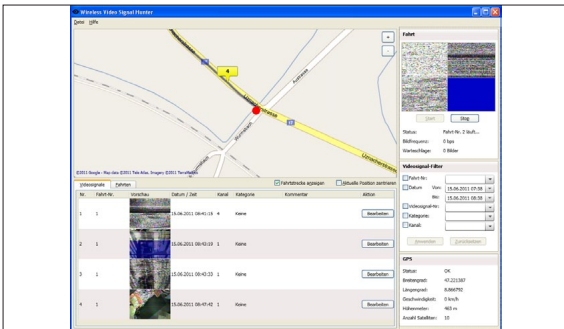 Wireless Video Signal Hunter
Datei Hilfe
4
17
©2011 Google - Map data ©2011 Tele Atlas, Imagery ©2011 TerraMetrics
Videosignale Fahrten
Fahrtstrecke anzeigen Aktuelle Position zentrieren
Nr. Fahrt-Nr. Vorschau Datum / Zeit Kanal Kategorie Kommentar Aktion
1 1 15.06.2011 08:41:15 4 Keine Bearbeiten
2 1 15.06.2011 08:43:19 1 Keine Bearbeiten
3 1 15.06.2011 08:43:33 1 Keine Bearbeiten
4 1 15.06.2011 08:47:42 1 Keine Bearbeiten
Fahrt
Start Stop
Status: Fahrt-Nr. 2 läuft...
Bildfrequenz: 0 bps
Warteschlange: 0 Bilder
Videosignal-Filter
Fahrt-Nr:
Datum Von: 15.06.2011 07:58
Bis: 15.06.2011 08:58
Videosignal-Nr:
Kategorie:
Kanal:
Anwenden Zurücksetzen
GPS
Status: OK
Breitengrad: 47.221387
Längengrad: 8.866792
Geschwindigkeit: 0 km/h
Höhenmeter: 465 m
Anzahl Satelliten: 10